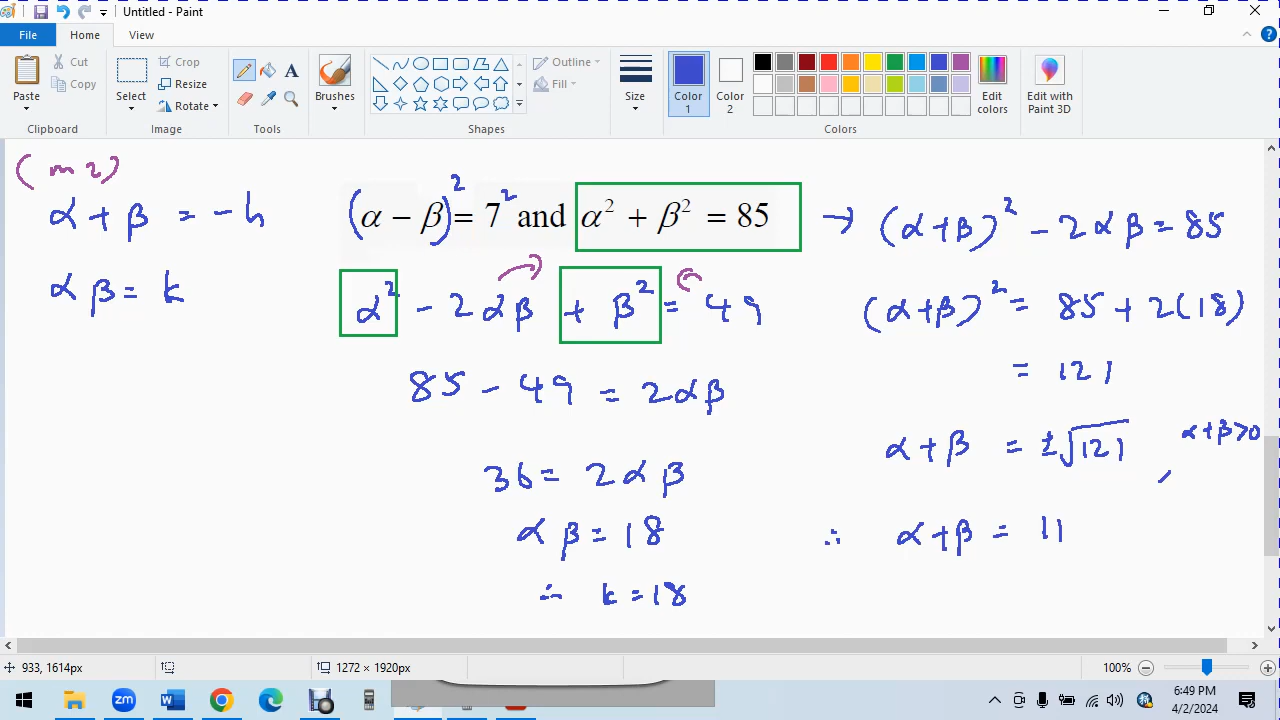 Untitled - Paint
File Home View
Paste
Cut
Copy
Clipboard
Select
Crop
Resize
Rotate
Image
A
Tools
Brushes
Shapes
Outline
Fill
Size
Color 1
Color 2
Edit colors
Edit with Paint 3D
Colors
(m 2)
α + β = - h
α β = k
(α − β)² = 7² and α² + β² = 85
α² - 2αβ + β² = 49
85 - 49 = 2αβ
36 = 2αβ
αβ = 18
∴ k = 18
→ (α+β)² - 2αβ = 85
(α+β)² = 85 + 2(18)
= 121
α+β = ±√121 , α+β>0
∴ α+β = 11
933, 1614px
1272 × 1920px
100%
zm
6:49 PM
4/2/2024